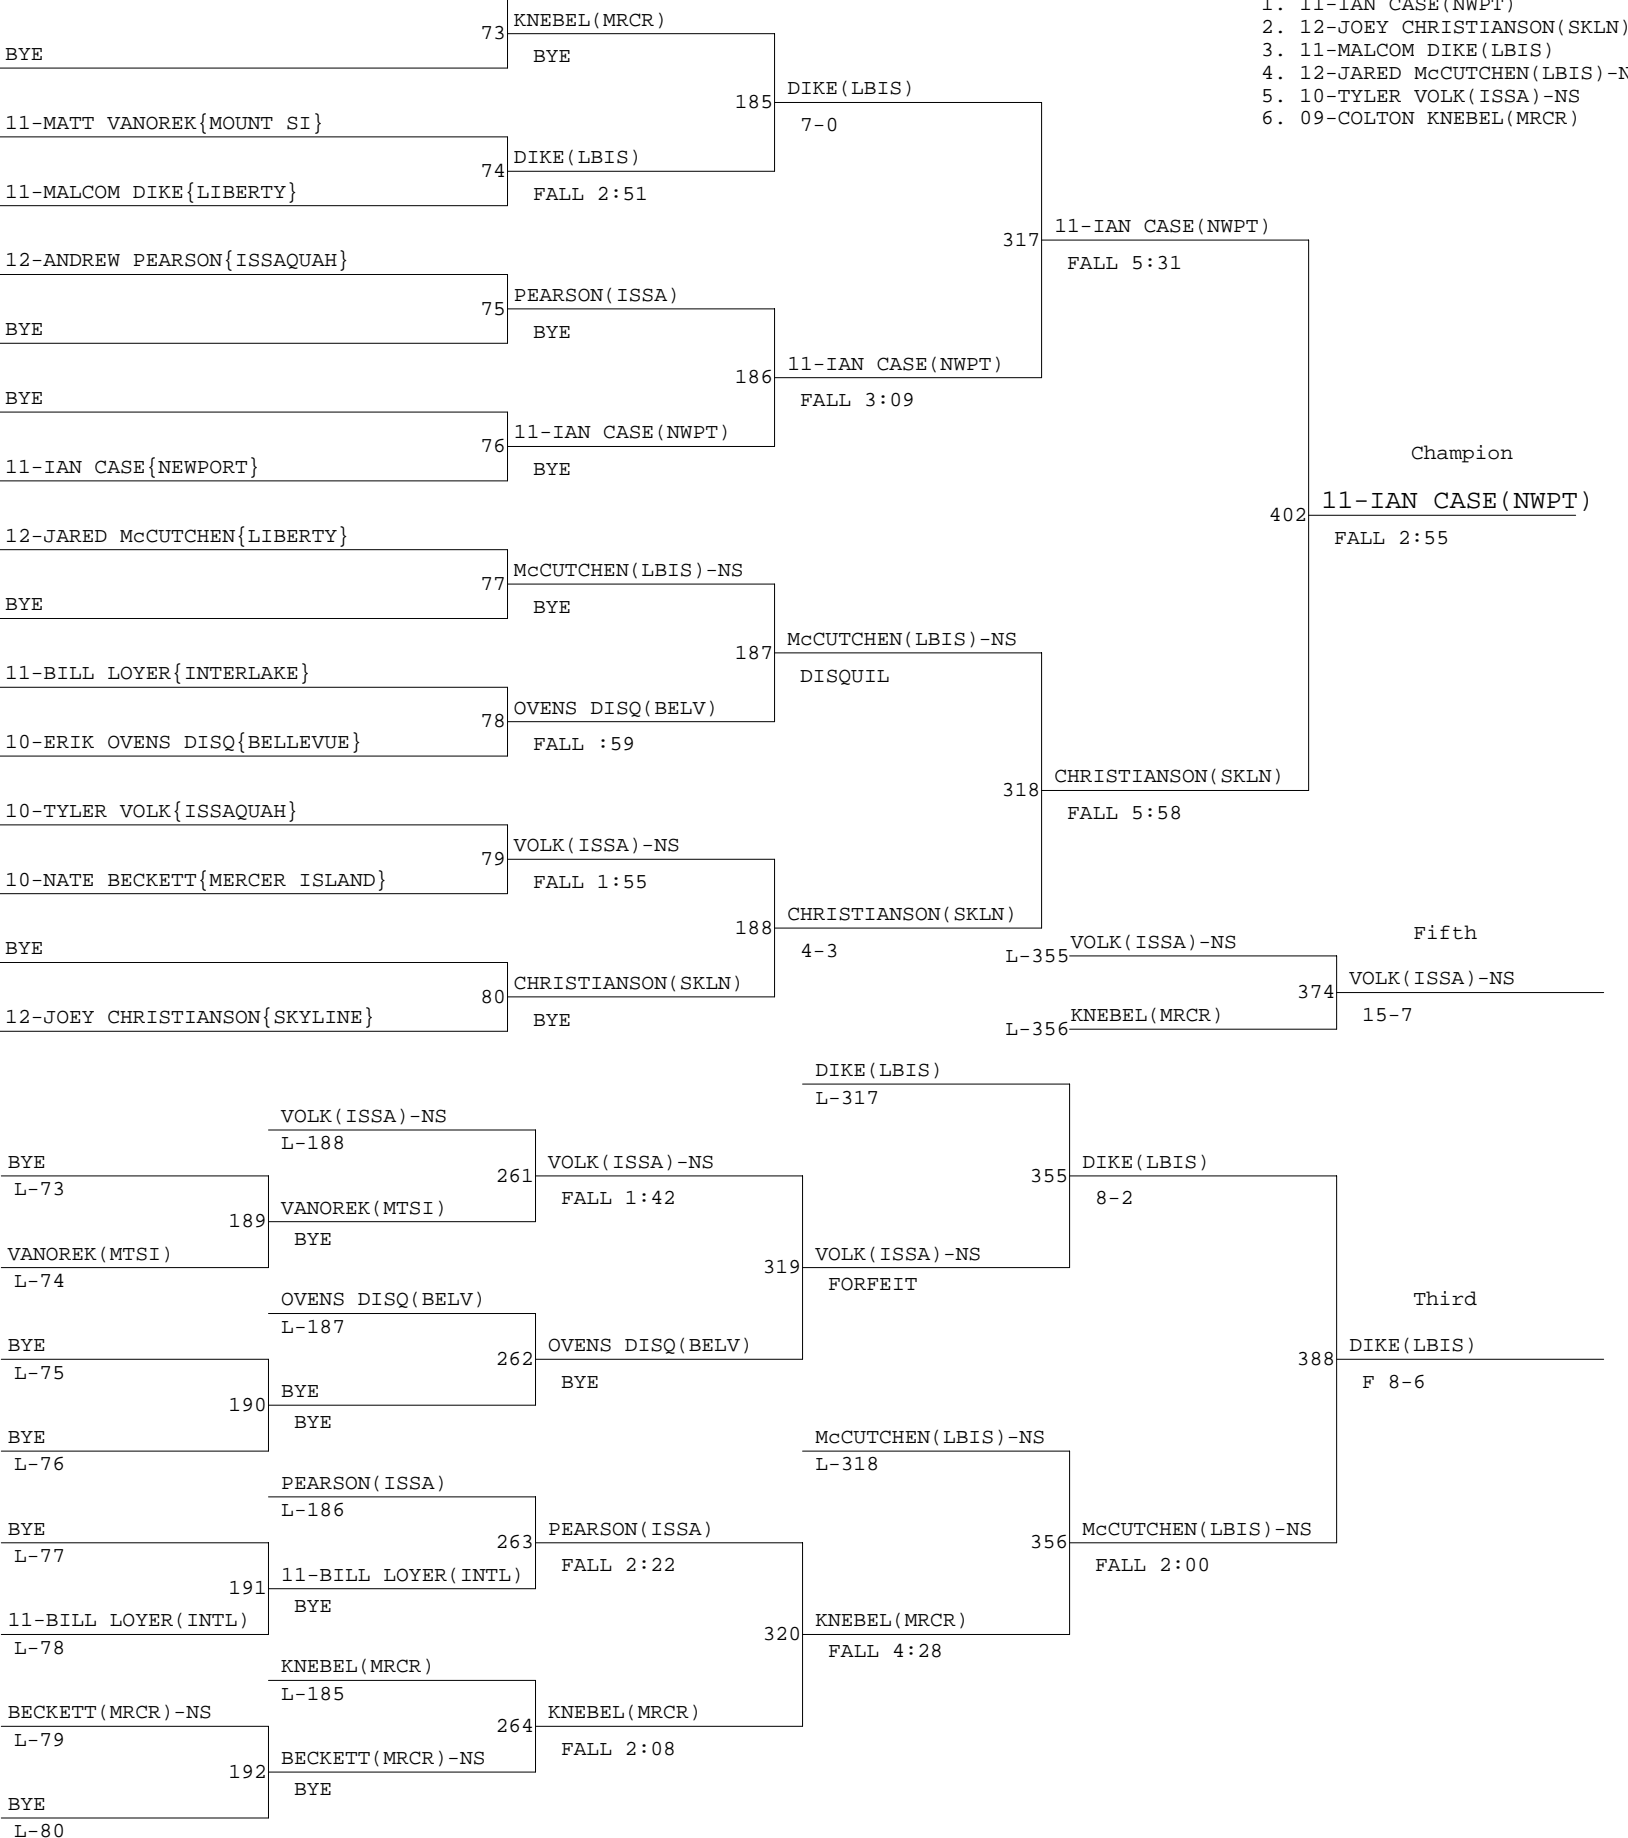 1. 11-IAN CASE(NWPT)
2. 12-JOEY CHRISTIANSON(SKLN)
3. 11-MALCOM DIKE(LBIS)
4. 12-JARED McCUTCHEN(LBIS)-N
5. 10-TYLER VOLK(ISSA)-NS
6. 09-COLTON KNEBEL(MRCR)
73 KNEBEL(MRCR)
BYE
BYE
185 DIKE(LBIS)
7-0
11-MATT VANOREK{MOUNT SI}
74 DIKE(LBIS)
FALL 2:51
11-MALCOM DIKE{LIBERTY}
317 11-IAN CASE(NWPT)
FALL 5:31
12-ANDREW PEARSON{ISSAQUAH}
75 PEARSON(ISSA)
BYE
BYE
186 11-IAN CASE(NWPT)
FALL 3:09
BYE
76 11-IAN CASE(NWPT)
BYE
11-IAN CASE{NEWPORT}
Champion
402 11-IAN CASE(NWPT)
FALL 2:55
12-JARED McCUTCHEN{LIBERTY}
77 McCUTCHEN(LBIS)-NS
BYE
BYE
187 McCUTCHEN(LBIS)-NS
DISQUIL
11-BILL LOYER{INTERLAKE}
78 OVENS DISQ(BELV)
FALL :59
10-ERIK OVENS DISQ{BELLEVUE}
318 CHRISTIANSON(SKLN)
FALL 5:58
10-TYLER VOLK{ISSAQUAH}
79 VOLK(ISSA)-NS
FALL 1:55
10-NATE BECKETT{MERCER ISLAND}
188 CHRISTIANSON(SKLN)
4-3
BYE
80 CHRISTIANSON(SKLN)
BYE
12-JOEY CHRISTIANSON{SKYLINE}
Fifth
L-355 VOLK(ISSA)-NS
374 VOLK(ISSA)-NS
15-7
L-356 KNEBEL(MRCR)
DIKE(LBIS)
L-317
VOLK(ISSA)-NS
L-188
BYE
L-73
261 VOLK(ISSA)-NS
FALL 1:42
355 DIKE(LBIS)
8-2
189 VANOREK(MTSI)
BYE
VANOREK(MTSI)
L-74
319 VOLK(ISSA)-NS
FORFEIT
OVENS DISQ(BELV)
L-187
Third
BYE
L-75
262 OVENS DISQ(BELV)
BYE
388 DIKE(LBIS)
F 8-6
190 BYE
BYE
BYE
L-76
McCUTCHEN(LBIS)-NS
L-318
PEARSON(ISSA)
L-186
BYE
L-77
263 PEARSON(ISSA)
FALL 2:22
356 McCUTCHEN(LBIS)-NS
FALL 2:00
191 11-BILL LOYER(INTL)
BYE
11-BILL LOYER(INTL)
L-78
320 KNEBEL(MRCR)
FALL 4:28
KNEBEL(MRCR)
L-185
BECKETT(MRCR)-NS
L-79
264 KNEBEL(MRCR)
FALL 2:08
192 BECKETT(MRCR)-NS
BYE
BYE
L-80